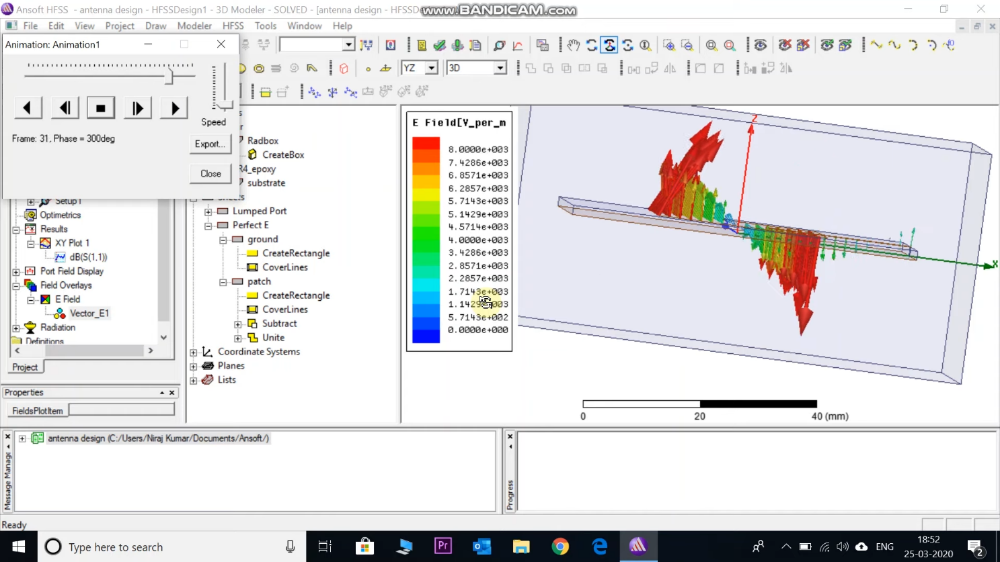 Ansoft HFSS - antenna design - HFSSDesign1 - 3D Modeler - SOLVED - [antenna design - HFSSDe
www.BANDICAM.com
File Edit View Project Draw Modeler HFSS Tools Window Help
Animation: Animation1
YZ
3D
Speed
Frame: 31, Phase = 300deg
Export...
Close
Setup1
Optimetrics
Results
XY Plot 1
dB(S(1,1))
Port Field Display
Field Overlays
E Field
Vector_E1
Radiation
Definitions
Project
Properties
FieldsPlotItem
Radbox
CreateBox
R4_epoxy
substrate
Sheets
Lumped Port
Perfect E
ground
CreateRectangle
CoverLines
patch
CreateRectangle
CoverLines
Subtract
Unite
Coordinate Systems
Planes
Lists
E Field[V_per_m
8.0000e+003
7.4286e+003
6.8571e+003
6.2857e+003
5.7143e+003
5.1429e+003
4.5714e+003
4.0000e+003
3.4286e+003
2.8571e+003
2.2857e+003
1.7143e+003
1.1429e+003
5.7143e+002
0.0000e+000
Z
X
0 20 40 (mm)
Message Manage
antenna design (C:/Users/Niraj Kumar/Documents/Ansoft/)
Progress
Ready
Type here to search
Pr
ENG
18:52
25-03-2020
2